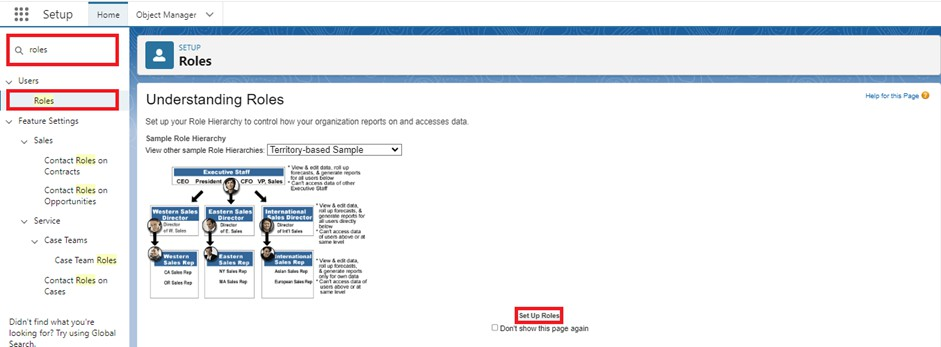 Setup
Home
Object Manager
roles
Users
Roles
Feature Settings
Sales
Contact Roles on
Contracts
Contact Roles on
Opportunities
Service
Case Teams
Case Team Roles
Contact Roles on
Cases
Didn't find what you're
looking for? Try using Global
Search.
SETUP
Roles
Understanding Roles
Help for this Page
Set up your Role Hierarchy to control how your organization reports on and accesses data.
Sample Role Hierarchy
View other sample Role Hierarchies: Territory-based Sample
Executive Staff
CEO President CFO VP, Sales
* View & edit data, roll up
forecasts, & generate reports
for all users below
* Can't access data of other
Executive Staff
Western Sales
Director
Director
of W. Sales
Eastern Sales
Director
Director
of E. Sales
International
Sales Director
Director
of Int'l Sales
* View & edit data,
roll up forecasts, &
generate reports for
all users directly
below
* Can't access data
of users above or at
same level
Western
Sales Rep
CA Sales Rep
OR Sales Rep
Eastern
Sales Rep
NY Sales Rep
MA Sales Rep
International
Sales Rep
Asian Sales Rep
European Sales Rep
* View & edit data,
roll up forecasts,
& generate reports
only for own data
* Can't access data of
users above or at
same level
Set Up Roles
Don't show this page again